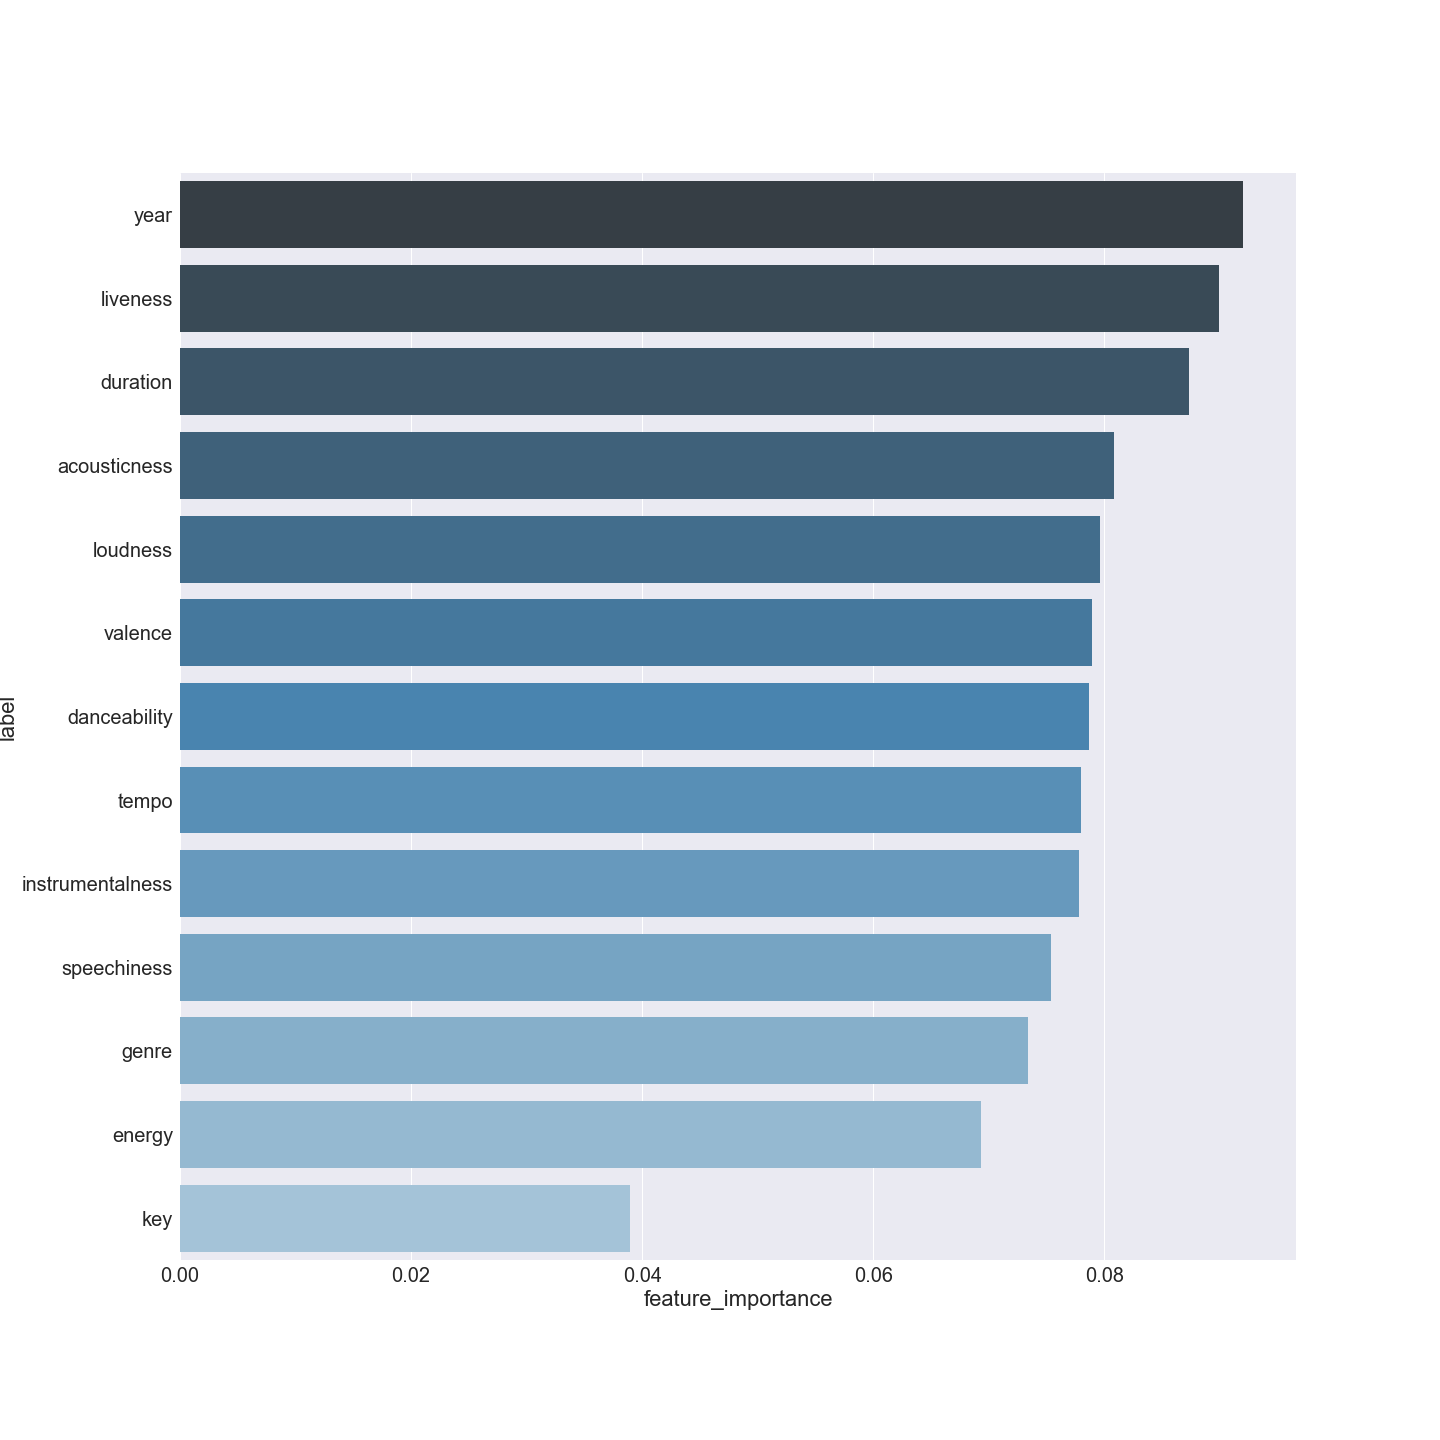 year
liveness
duration
acousticness
loudness
valence
danceability
tempo
instrumentalness
speechiness
genre
energy
key
label
0.00 0.02 0.04 0.06 0.08
feature_importance